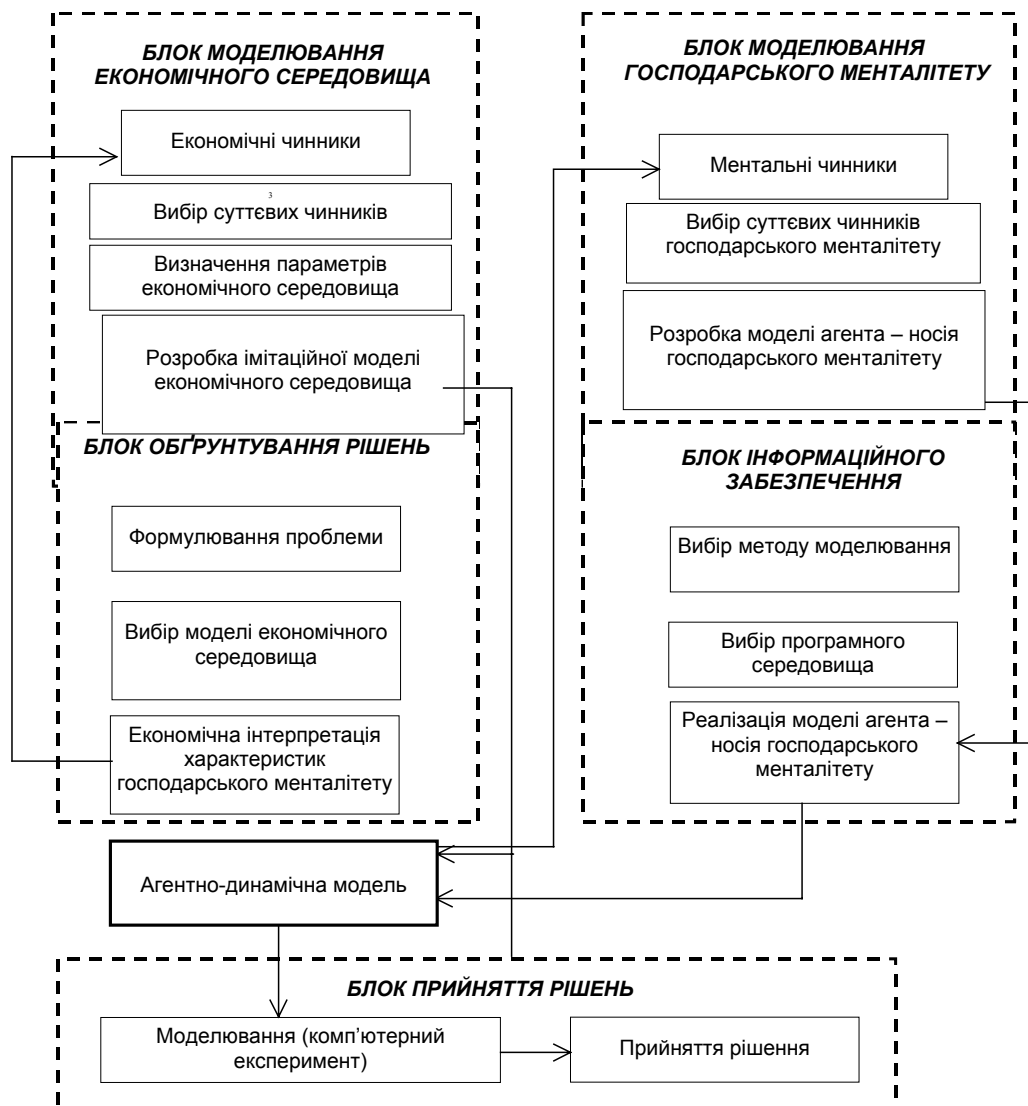 БЛОК МОДЕЛЮВАННЯ
ЕКОНОМІЧНОГО СЕРЕДОВИЩА
Економічні чинники
3
Вибір суттєвих чинників
Визначення параметрів
економічного середовища
Розробка імітаційної моделі
економічного середовища
БЛОК МОДЕЛЮВАННЯ
ГОСПОДАРСЬКОГО МЕНТАЛІТЕТУ
Ментальні чинники
Вибір суттєвих чинників
господарського менталітету
Розробка моделі агента – носія
господарського менталітету
БЛОК ОБҐРУНТУВАННЯ РІШЕНЬ
Формулювання проблеми
Вибір моделі економічного
середовища
Економічна інтерпретація
характеристик
господарського менталітету
БЛОК ІНФОРМАЦІЙНОГО
ЗАБЕЗПЕЧЕННЯ
Вибір методу моделювання
Вибір програмного
середовища
Реалізація моделі агента –
носія господарського
менталітету
Агентно-динамічна модель
БЛОК ПРИЙНЯТТЯ РІШЕНЬ
Моделювання (комп’ютерний
експеримент)
Прийняття рішення